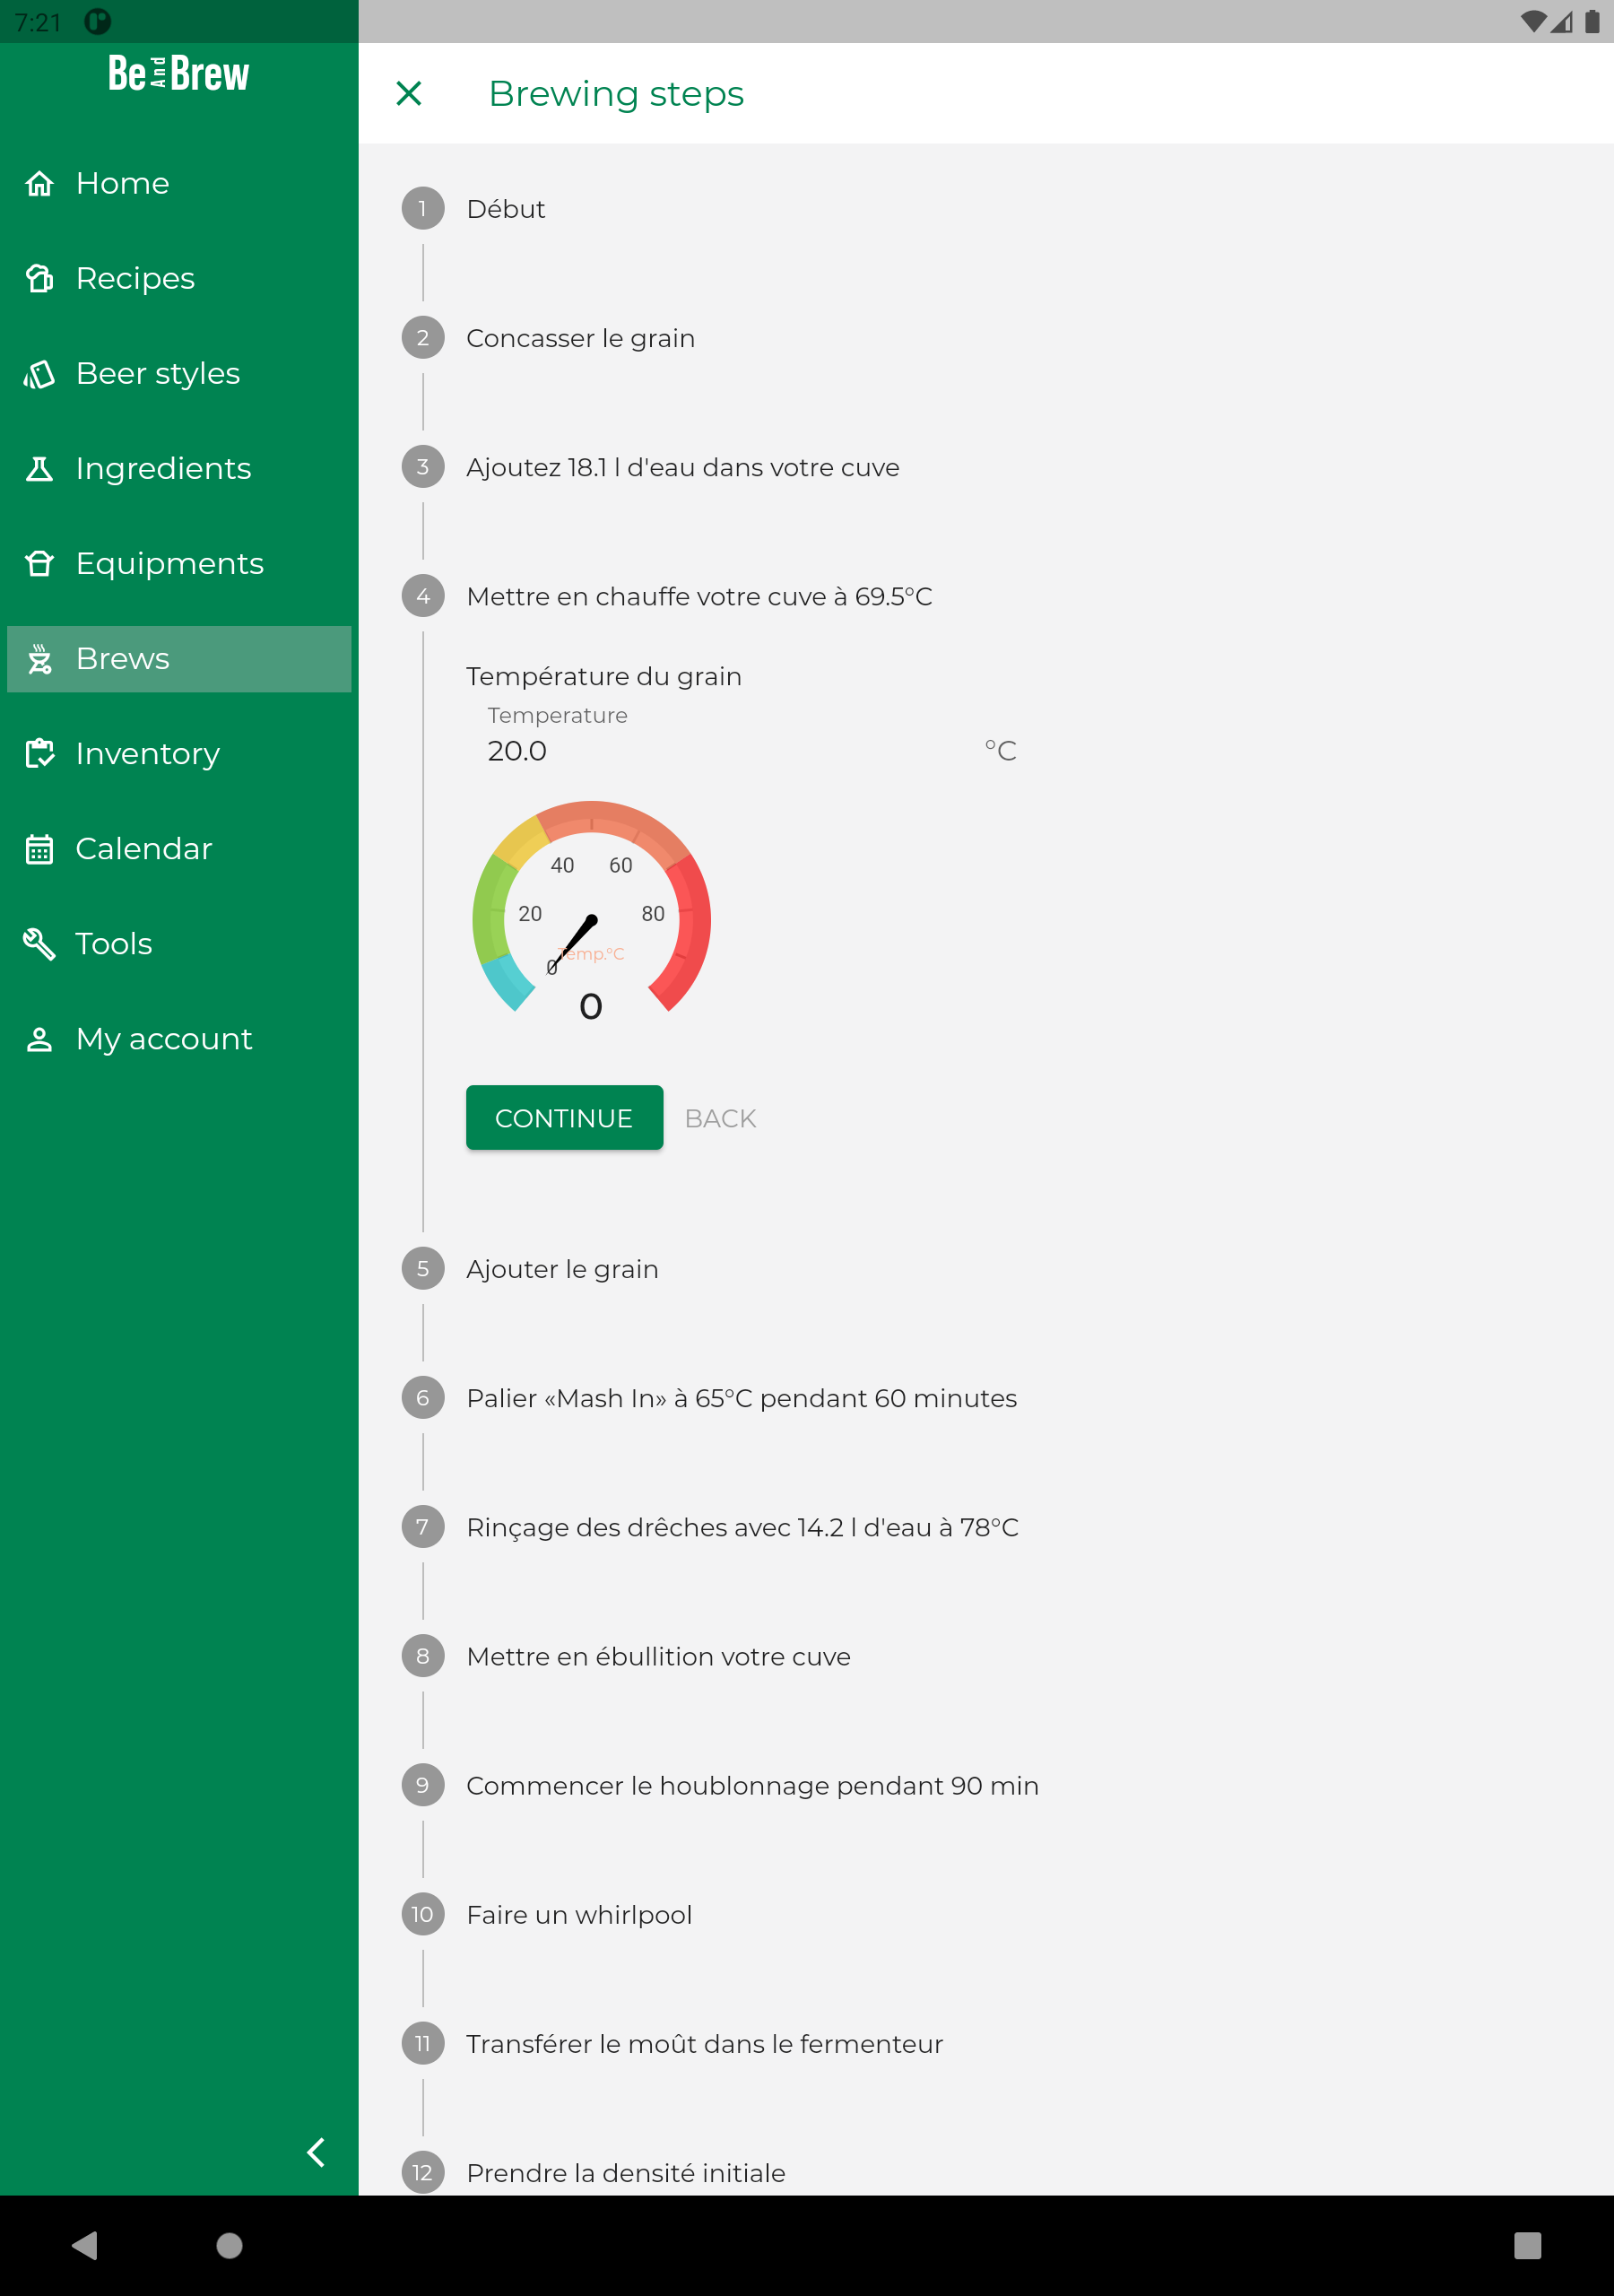 7:21
Be And Brew
Home
Recipes
Beer styles
Ingredients
Equipments
Brews
Inventory
Calendar
Tools
My account
Brewing steps
1 Début
2 Concasser le grain
3 Ajoutez 18.1 l d'eau dans votre cuve
4 Mettre en chauffe votre cuve à 69.5°C
Température du grain
Temperature
20.0 °C
40 60
20 80
Temp.°C
0
0
CONTINUE BACK
5 Ajouter le grain
6 Palier «Mash In» à 65°C pendant 60 minutes
7 Rinçage des drêches avec 14.2 l d'eau à 78°C
8 Mettre en ébullition votre cuve
9 Commencer le houblonnage pendant 90 min
10 Faire un whirlpool
11 Transférer le moût dans le fermenteur
12 Prendre la densité initiale